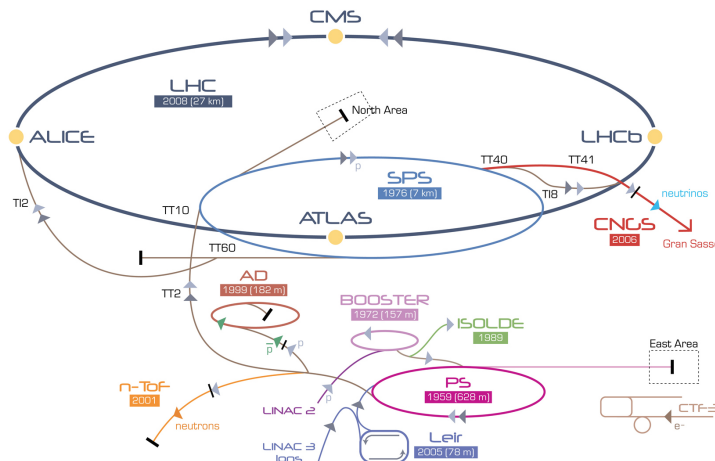 CMS
LHC
2008 (27 km)
North Area
ALICE
LHCb
TT40
TT41
SPS
1976 (7 km)
TI8
neutrinos
TI2
TT10
ATLAS
CNGS
2006
Gran Sasso
p
TT60
AD
1999 (182 m)
TT2
BOOSTER
1972 (157 m)
ISOLDE
1989
p
p̅
East Area
n-ToF
2001
p
PS
1959 (628 m)
LINAC 2
neutrons
CTF-3
e-
LINAC 3
Ions
Leir
2005 (78 m)